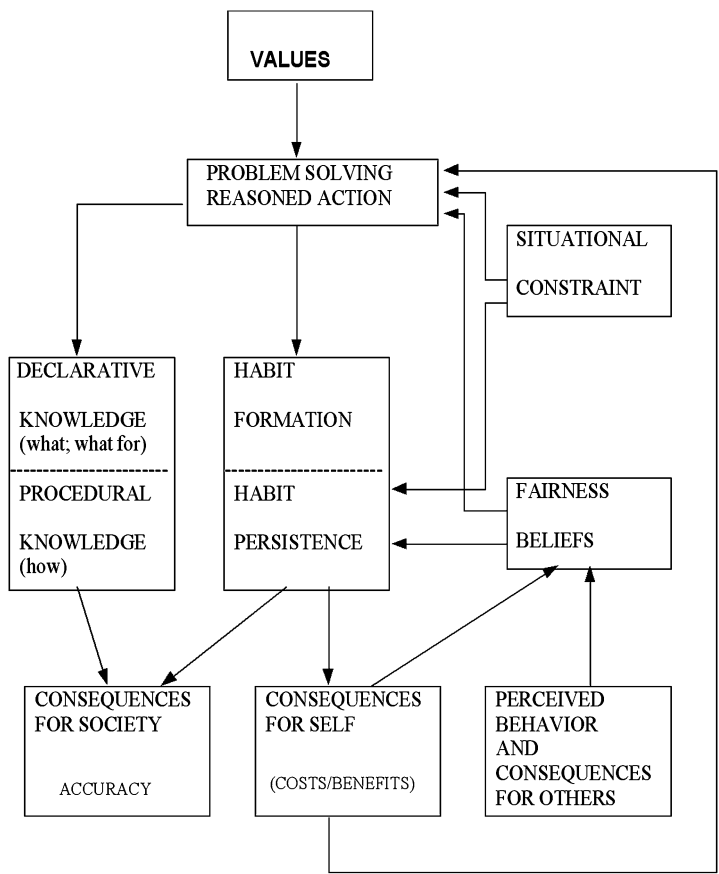 VALUES
PROBLEM SOLVING
REASONED ACTION
SITUATIONAL
CONSTRAINT
DECLARATIVE
KNOWLEDGE
(what; what for)
PROCEDURAL
KNOWLEDGE
(how)
HABIT
FORMATION
HABIT
PERSISTENCE
FAIRNESS
BELIEFS
CONSEQUENCES
FOR SOCIETY
ACCURACY
CONSEQUENCES
FOR SELF
(COSTS/BENEFITS)
PERCEIVED
BEHAVIOR
AND
CONSEQUENCES
FOR OTHERS